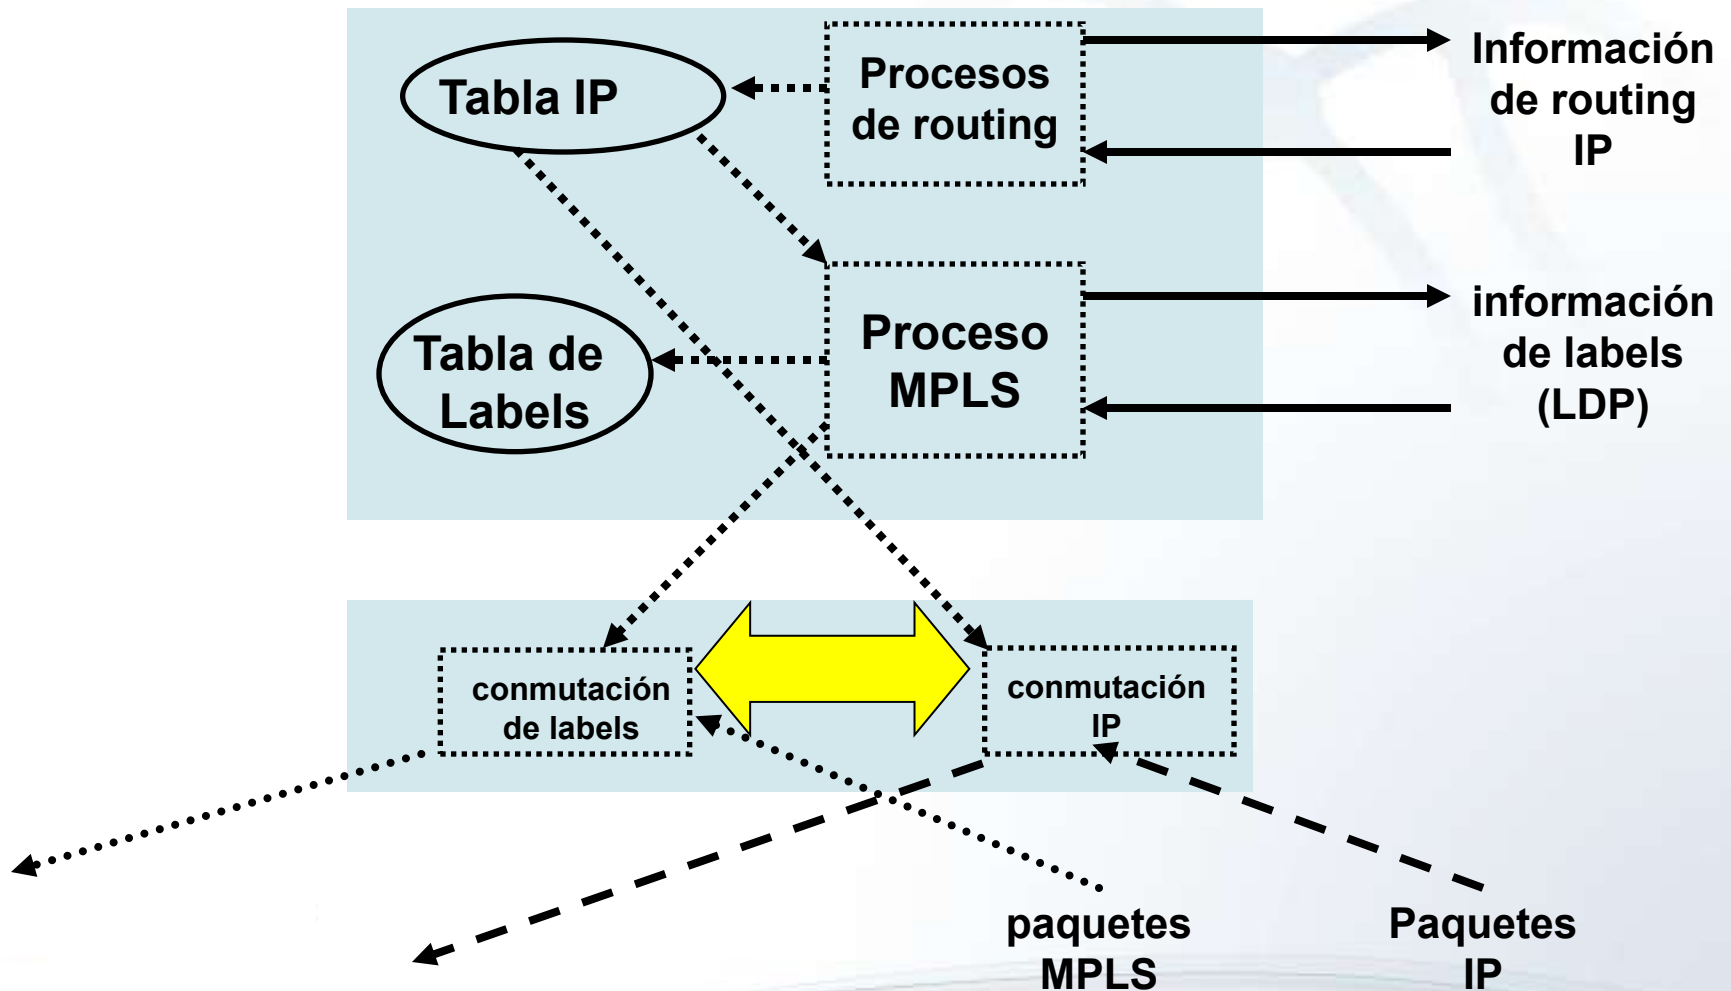 Tabla IP
Procesos
de routing
Información
de routing
IP
Tabla de
Labels
Proceso
MPLS
información
de labels
(LDP)
conmutación
de labels
conmutación
IP
paquetes
MPLS
Paquetes
IP